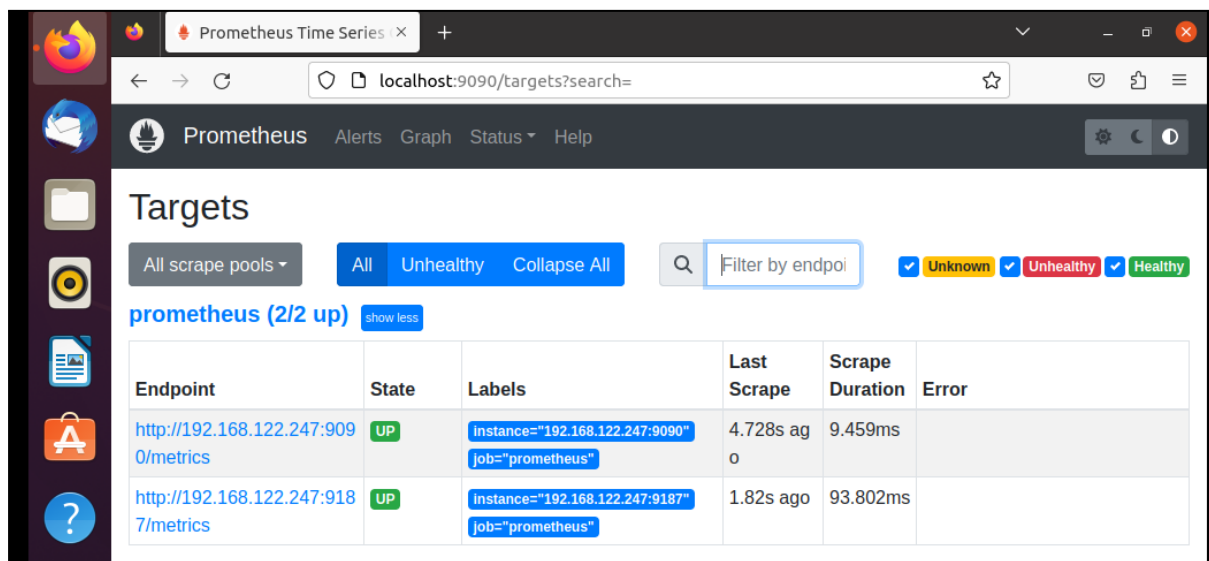 Prometheus Time Series
localhost:9090/targets?search=
Prometheus Alerts Graph Status Help
Targets
All scrape pools
All Unhealthy Collapse All
Filter by endpoi
Unknown Unhealthy Healthy
prometheus (2/2 up) show less
Endpoint State Labels Last Scrape Scrape Duration Error
http://192.168.122.247:909
0/metrics
UP
instance="192.168.122.247:9090"
job="prometheus"
4.728s ag
o
9.459ms
http://192.168.122.247:918
7/metrics
UP
instance="192.168.122.247:9187"
job="prometheus"
1.82s ago
93.802ms